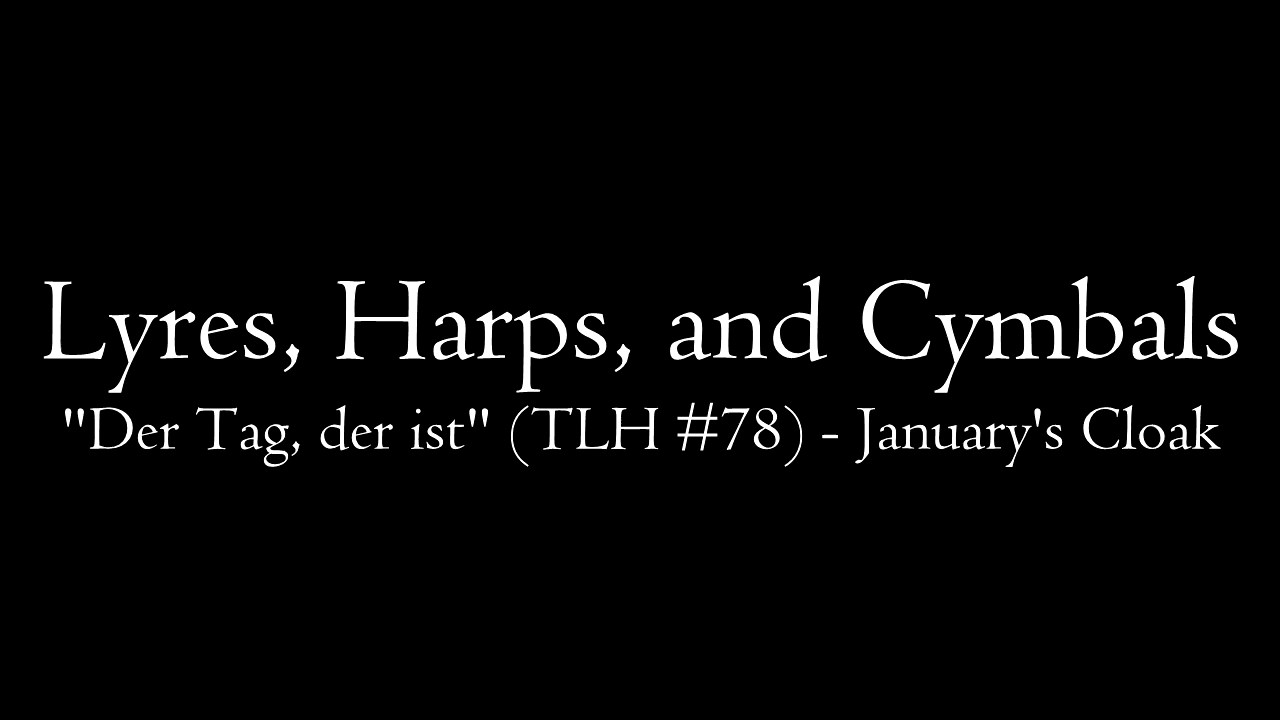 Lyres, Harps, and Cymbals
"Der Tag, der ist" (TLH #78) - January's Cloak